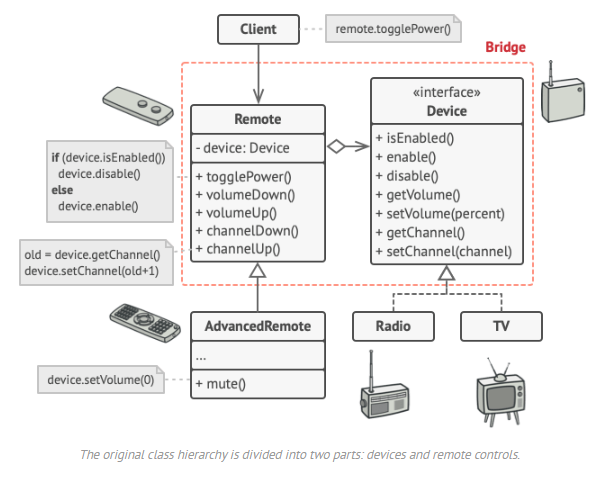 Client
remote.togglePower()
Bridge
Remote
- device: Device
+ togglePower()
+ volumeDown()
+ volumeUp()
+ channelDown()
+ channelUp()
«interface»
Device
+ isEnabled()
+ enable()
+ disable()
+ getVolume()
+ setVolume(percent)
+ getChannel()
+ setChannel(channel)
if (device.isEnabled())
device.disable()
else
device.enable()
old = device.getChannel()
device.setChannel(old+1)
AdvancedRemote
...
+ mute()
device.setVolume(0)
Radio
TV
The original class hierarchy is divided into two parts: devices and remote controls.